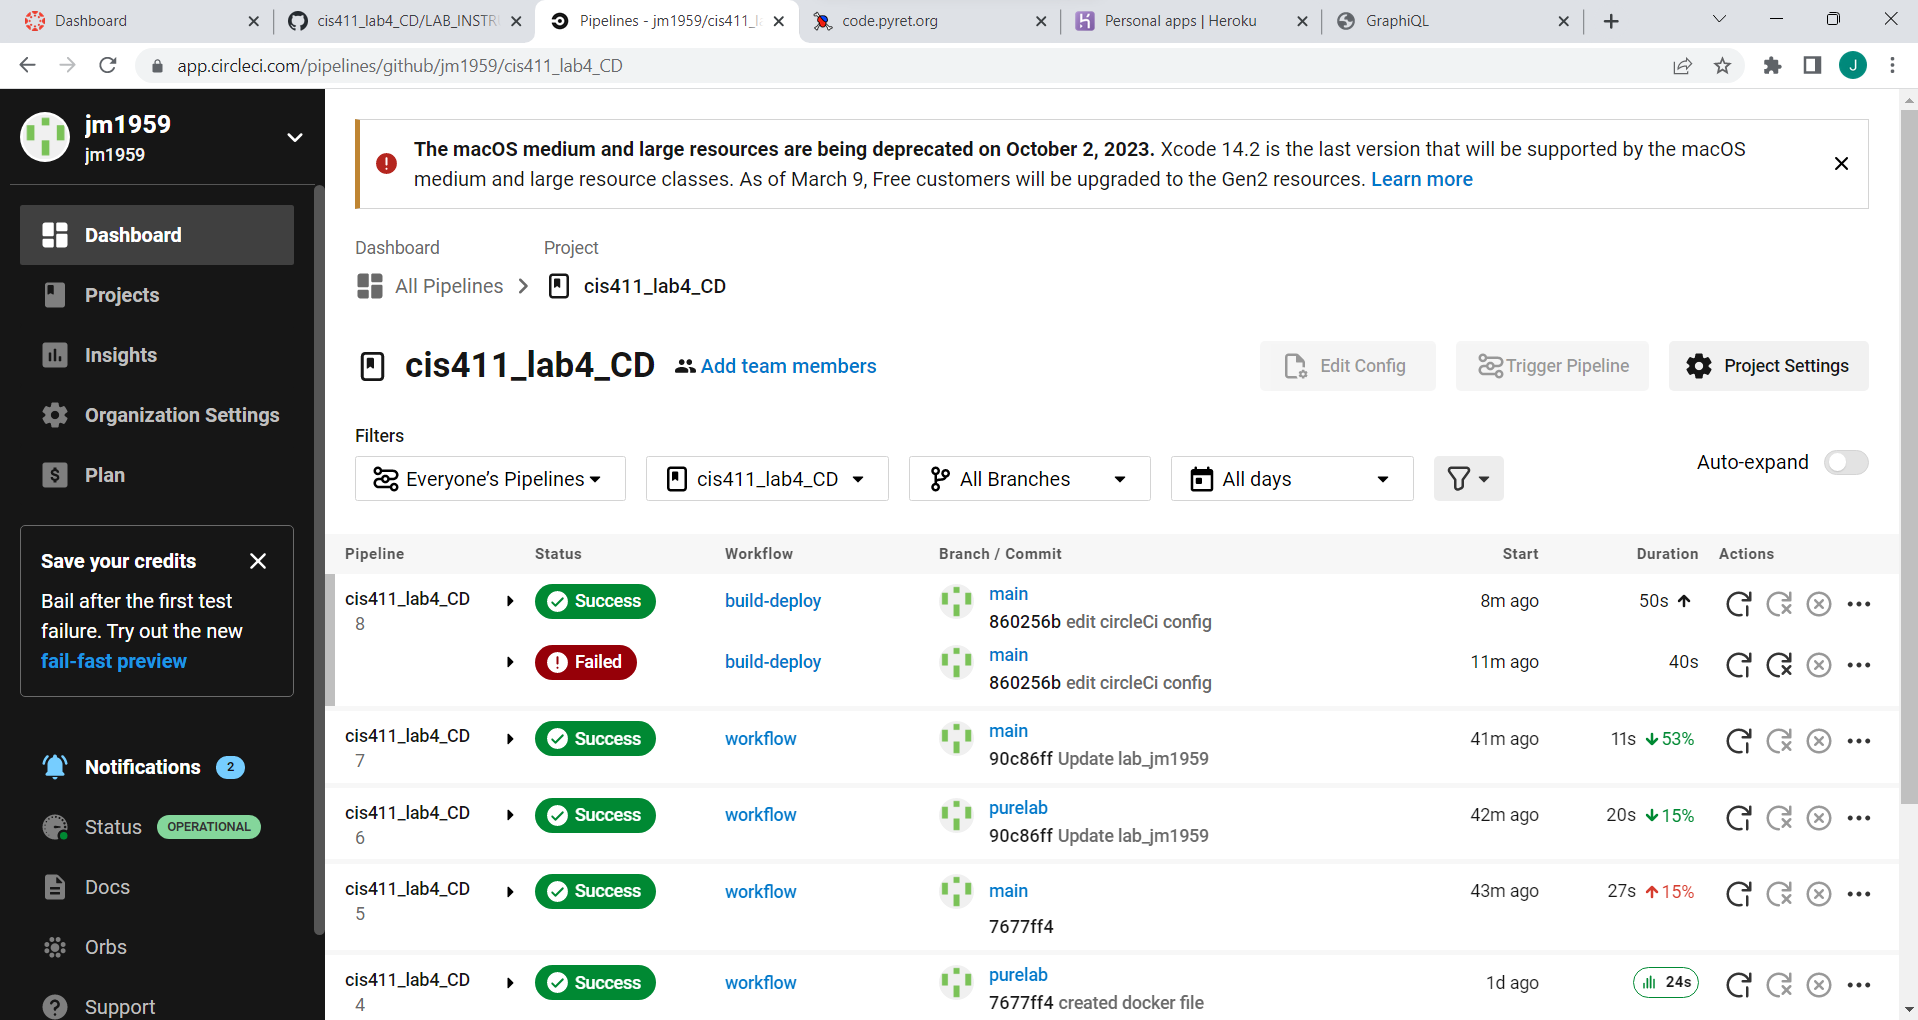 Dashboard
cis411_lab4_CD/LAB_INSTRU
Pipelines - jm1959/cis411_l
code.pyret.org
Personal apps | Heroku
GraphiQL
app.circleci.com/pipelines/github/jm1959/cis411_lab4_CD
J
jm1959
jm1959
Dashboard
Projects
Insights
Organization Settings
Plan
Save your credits
Bail after the first test
failure. Try out the new
fail-fast preview
Notifications 2
Status OPERATIONAL
Docs
Orbs
Support
The macOS medium and large resources are being deprecated on October 2, 2023. Xcode 14.2 is the last version that will be supported by the macOS
medium and large resource classes. As of March 9, Free customers will be upgraded to the Gen2 resources. Learn more
Dashboard Project
All Pipelines cis411_lab4_CD
cis411_lab4_CD Add team members
Edit Config Trigger Pipeline Project Settings
Filters
Everyone’s Pipelines cis411_lab4_CD All Branches All days
Auto-expand
Pipeline Status Workflow Branch / Commit Start Duration Actions
cis411_lab4_CD Success build-deploy main 8m ago 50s
8 860256b edit circleCi config
Failed build-deploy main 11m ago 40s
860256b edit circleCi config
cis411_lab4_CD Success workflow main 41m ago 11s 53%
7 90c86ff Update lab_jm1959
cis411_lab4_CD Success workflow purelab 42m ago 20s 15%
6 90c86ff Update lab_jm1959
cis411_lab4_CD Success workflow main 43m ago 27s 15%
5 7677ff4
cis411_lab4_CD Success workflow purelab 1d ago 24s
4 7677ff4 created docker file